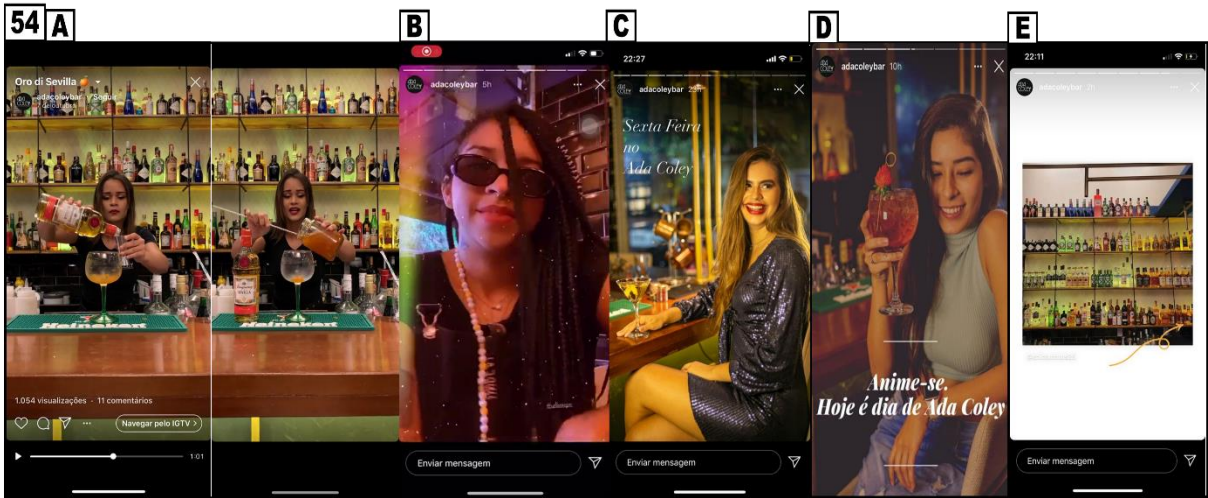 54 A
Oro di Sevilla
adacoleybar Seguir
Heineken
Heineken
1.054 visualizações - 11 comentários
Navegar pelo IGTV >
1:01
B
adacoleybar 5h
Enviar mensagem
C
22:27
adacoleybar
Sexta Feira
no
Ada Coley
Enviar mensagem
D
adacoleybar 10h
Anime-se.
Hoje é dia de Ada Coley
E
22:11
adacoleybar
Enviar mensagem